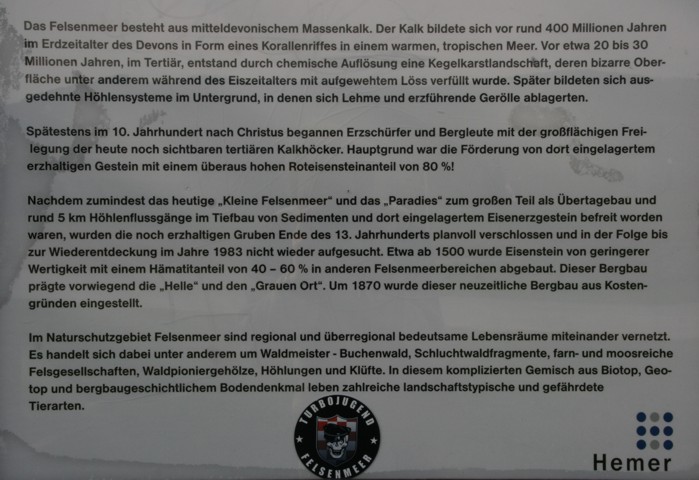 Das Felsenmeer besteht aus mitteldevonischem Massenkalk. Der Kalk bildete sich vor rund 400 Millionen Jahren
im Erdzeitalter des Devons in Form eines Korallenriffes in einem warmen, tropischen Meer. Vor etwa 20 bis 30
Millionen Jahren, im Tertiär, entstand durch chemische Auflösung eine Kegelkarstlandschaft, deren bizarre Ober-
fläche unter anderem während des Eiszeitalters mit aufgewehtem Löss verfüllt wurde. Später bildeten sich aus-
gedehnte Höhlensysteme im Untergrund, in denen sich Lehme und erzführende Gerölle ablagerten.
Spätestens im 10. Jahrhundert nach Christus begannen Erzschürfer und Bergleute mit der großflächigen Frei-
legung der heute noch sichtbaren tertiären Kalkhöcker. Hauptgrund war die Förderung von dort eingelagertem
erzhaltigen Gestein mit einem überaus hohen Roteisensteinanteil von 80 %!
Nachdem zumindest das heutige „Kleine Felsenmeer" und das „Paradies" zum großen Teil als Übertagebau und
rund 5 km Höhlenflussgänge im Tiefbau von Sedimenten und dort eingelagertem Eisenerzgestein befreit worden
waren, wurden die noch erzhaltigen Gruben Ende des 13. Jahrhunderts planvoll verschlossen und in der Folge bis
zur Wiederentdeckung im Jahre 1983 nicht wieder aufgesucht. Etwa ab 1500 wurde Eisenstein von geringerer
Wertigkeit mit einem Hämatitanteil von 40 – 60 % in anderen Felsenmeerbereichen abgebaut. Dieser Bergbau
prägte vorwiegend die „Helle" und den „Grauen Ort". Um 1870 wurde dieser neuzeitliche Bergbau aus Kosten-
gründen eingestellt.
Im Naturschutzgebiet Felsenmeer sind regional und überregional bedeutsame Lebensräume miteinander vernetzt.
Es handelt sich dabei unter anderem um Waldmeister - Buchenwald, Schluchtwaldfragmente, farn- und moosreiche
Felsgesellschaften, Waldpioniergehölze, Höhlungen und Klüfte. In diesem komplizierten Gemisch aus Biotop, Geo-
top und bergbaugeschichtlichem Bodendenkmal leben zahlreiche landschaftstypische und gefährdete
Tierarten.
TURBOJUGEND
FELSENMEER
Hemer